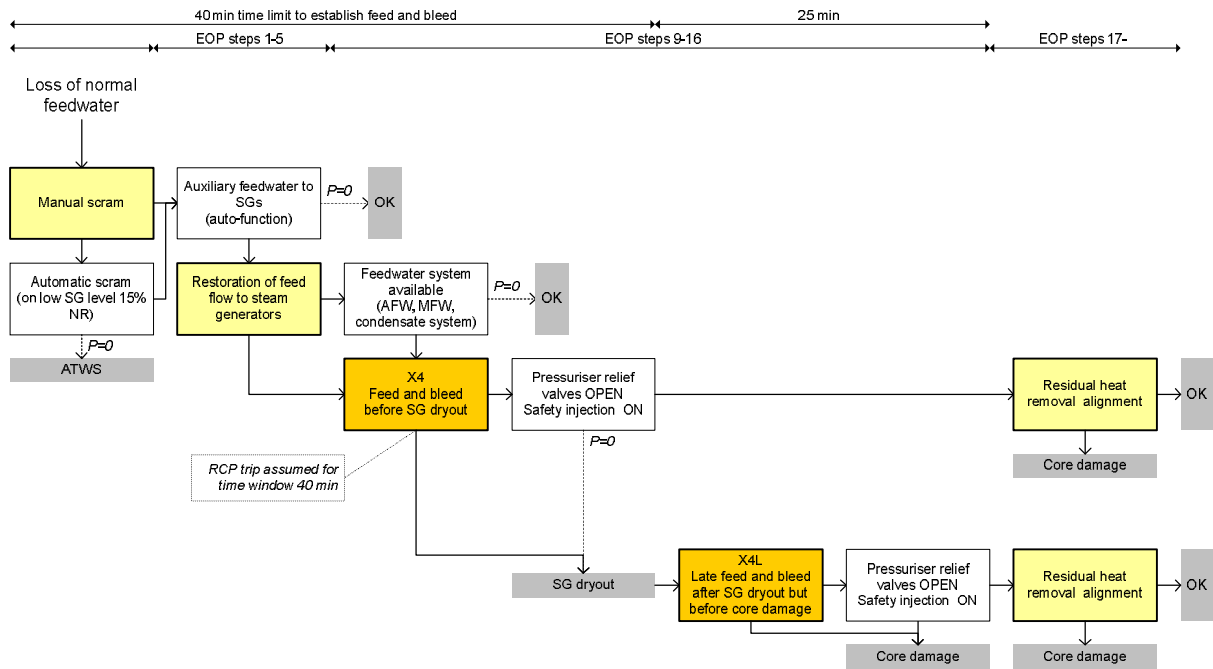 40 min time limit to establish feed and bleed
25 min
EOP steps 1-5
EOP steps 9-16
EOP steps 17-
Loss of normal
feedwater
Manual scram
Auxiliary feedwater to
SGs
(auto-function)
P=0
OK
Automatic scram
(on low SG level 15%
NR)
P=0
ATWS
Restoration of feed
flow to steam
generators
Feedwater system
available
(AFW, MFW,
condensate system)
P=0
OK
X4
Feed and bleed
before SG dryout
Pressuriser relief
valves OPEN
Safety injection ON
P=0
Residual heat
removal alignment
OK
Core damage
RCP trip assumed for
time window 40 min
SG dryout
X4L
Late feed and bleed
after SG dryout but
before core damage
Pressuriser relief
valves OPEN
Safety injection ON
Residual heat
removal alignment
OK
Core damage
Core damage